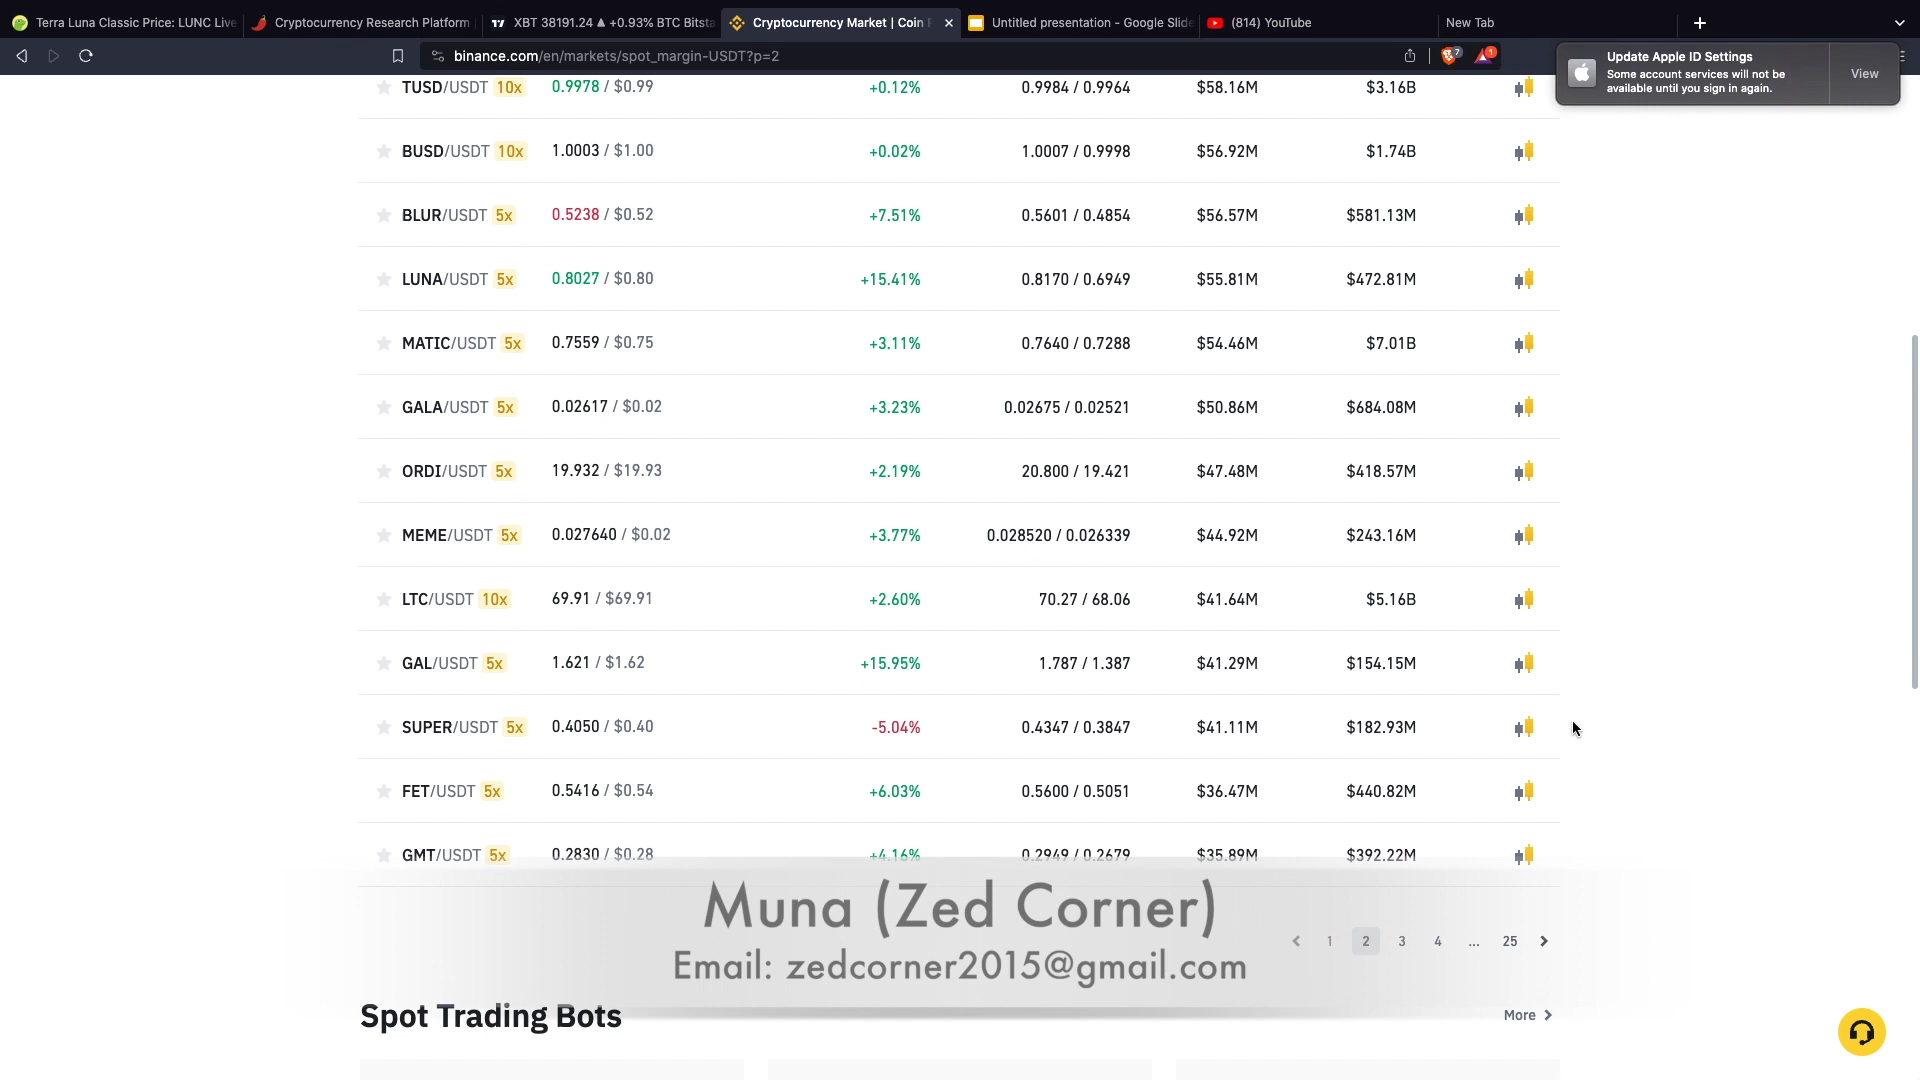 Terra Luna Classic Price: LUNC Live
Cryptocurrency Research Platform
XBT 38191.24 ▲ +0.93% BTC Bitsta
Cryptocurrency Market | Coin P
Untitled presentation - Google Slide
(814) YouTube
New Tab
binance.com/en/markets/spot_margin-USDT?p=2
7
1
Update Apple ID Settings
Some account services will not be
available until you sign in again.
View
TUSD/USDT 10x 0.9978 / $0.99 +0.12% 0.9984 / 0.9964 $58.16M $3.16B
BUSD/USDT 10x 1.0003 / $1.00 +0.02% 1.0007 / 0.9998 $56.92M $1.74B
BLUR/USDT 5x 0.5238 / $0.52 +7.51% 0.5601 / 0.4854 $56.57M $581.13M
LUNA/USDT 5x 0.8027 / $0.80 +15.41% 0.8170 / 0.6949 $55.81M $472.81M
MATIC/USDT 5x 0.7559 / $0.75 +3.11% 0.7640 / 0.7288 $54.46M $7.01B
GALA/USDT 5x 0.02617 / $0.02 +3.23% 0.02675 / 0.02521 $50.86M $684.08M
ORDI/USDT 5x 19.932 / $19.93 +2.19% 20.800 / 19.421 $47.48M $418.57M
MEME/USDT 5x 0.027640 / $0.02 +3.77% 0.028520 / 0.026339 $44.92M $243.16M
LTC/USDT 10x 69.91 / $69.91 +2.60% 70.27 / 68.06 $41.64M $5.16B
GAL/USDT 5x 1.621 / $1.62 +15.95% 1.787 / 1.387 $41.29M $154.15M
SUPER/USDT 5x 0.4050 / $0.40 -5.04% 0.4347 / 0.3847 $41.11M $182.93M
FET/USDT 5x 0.5416 / $0.54 +6.03% 0.5600 / 0.5051 $36.47M $440.82M
GMT/USDT 5x 0.2830 / $0.28 +4.16% 0.2949 / 0.2679 $35.89M $392.22M
Muna (Zed Corner)
Email: zedcorner2015@gmail.com
1 2 3 4 ... 25
Spot Trading Bots
More